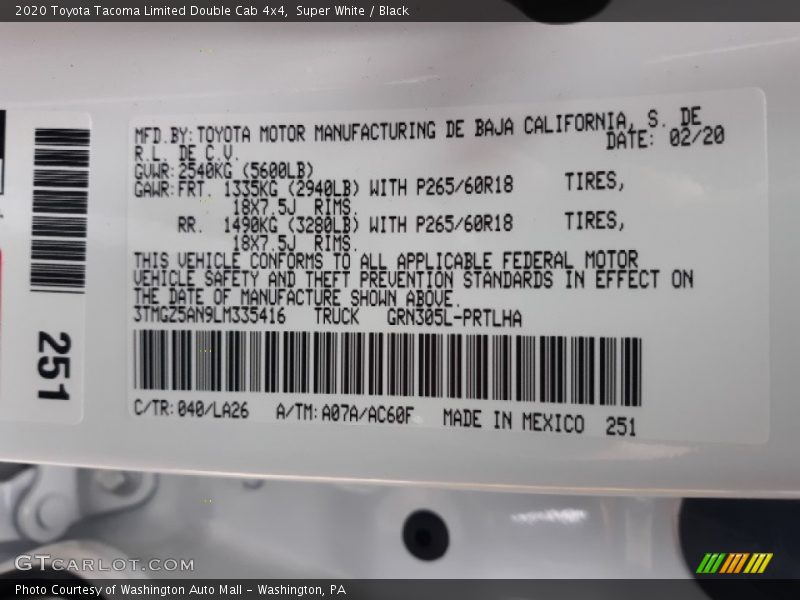 2020 Toyota Tacoma Limited Double Cab 4x4,  Super White / Black
MFD.BY:TOYOTA MOTOR MANUFACTURING DE BAJA CALIFORNIA, S. DE
R.L. DE C.V.
DATE: 02/20
GVWR:2540KG (5600LB)
GAWR:FRT. 1335KG (2940LB) WITH P265/60R18 TIRES,
18X7.5J RIMS.
RR. 1490KG (3280LB) WITH P265/60R18 TIRES,
18X7.5J RIMS.
THIS VEHICLE CONFORMS TO ALL APPLICABLE FEDERAL MOTOR
VEHICLE SAFETY AND THEFT PREVENTION STANDARDS IN EFFECT ON
THE DATE OF MANUFACTURE SHOWN ABOVE.
3TMGZ5AN9LM335416 TRUCK GRN305L-PRTLHA
C/TR:040/LA26 A/TM:A07A/AC60F MADE IN MEXICO 251
251
GTcarlot.com
Photo Courtesy of Washington Auto Mall - Washington, PA